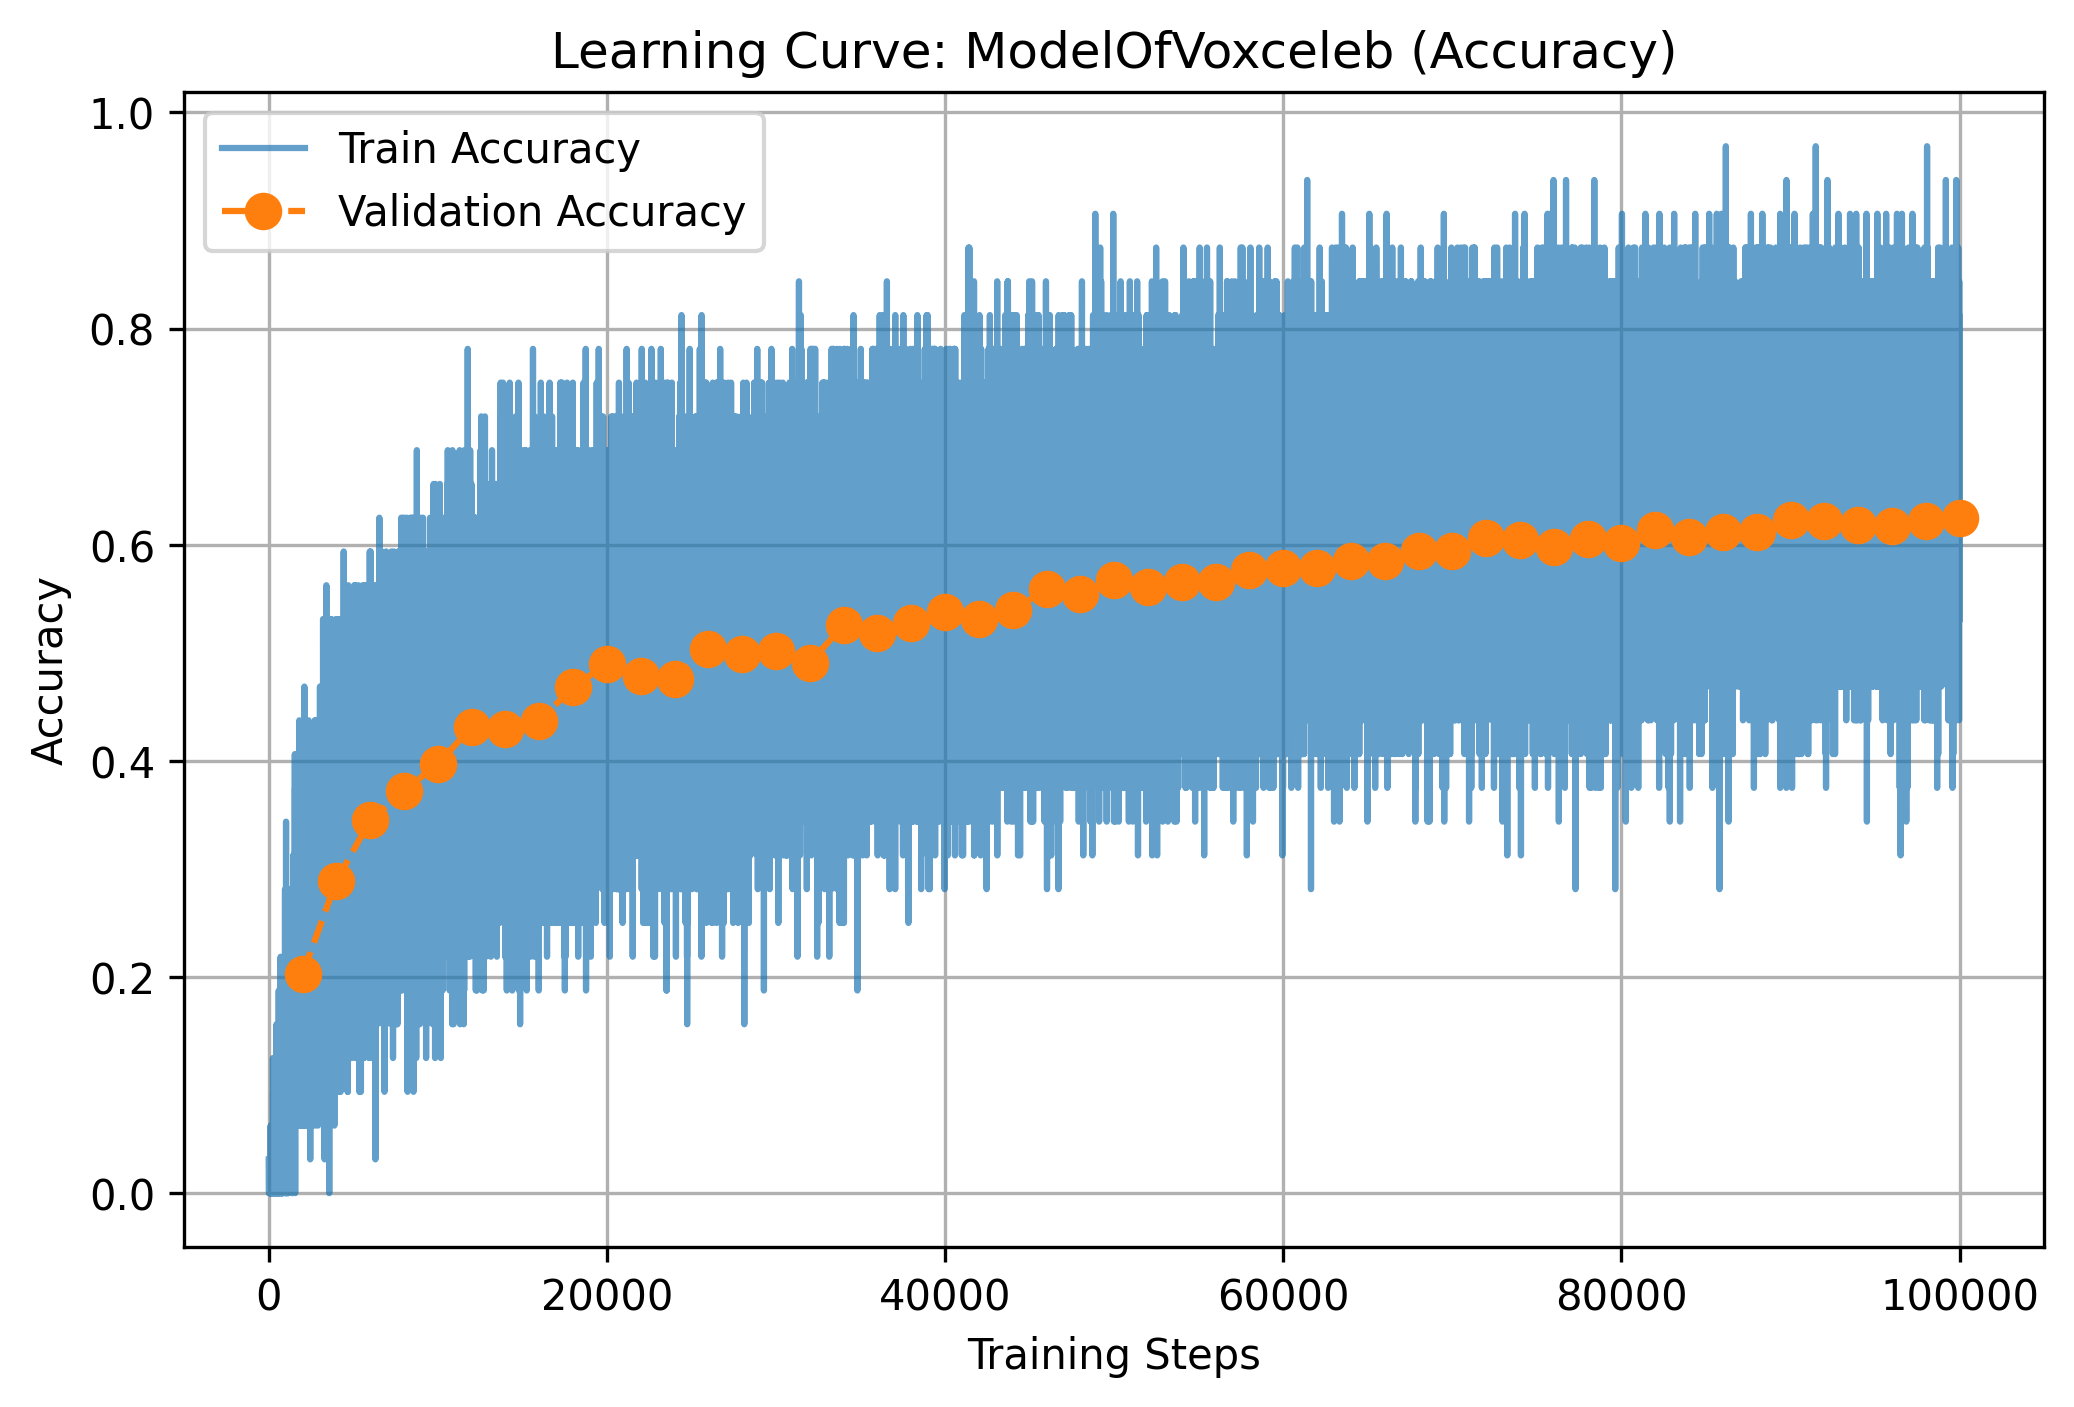 Learning Curve: ModelOfVoxceleb (Accuracy)
Train Accuracy
Validation Accuracy
Accuracy
1.0
0.8
0.6
0.4
0.2
0.0
0 20000 40000 60000 80000 100000
Training Steps